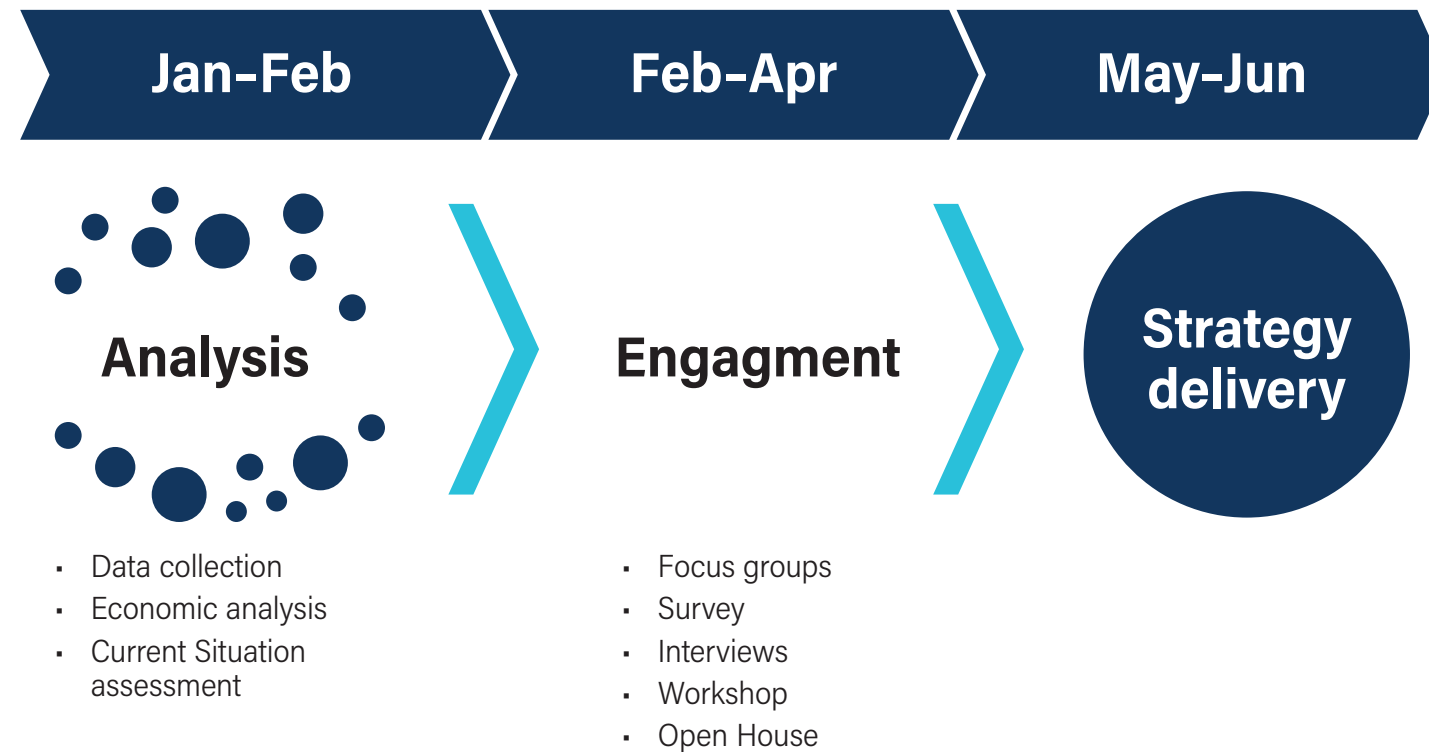 Jan–Feb
Feb–Apr
May–Jun
Analysis
Engagment
Strategy
delivery
▪ Data collection
▪ Economic analysis
▪ Current Situation
assessment
▪ Focus groups
▪ Survey
▪ Interviews
▪ Workshop
▪ Open House